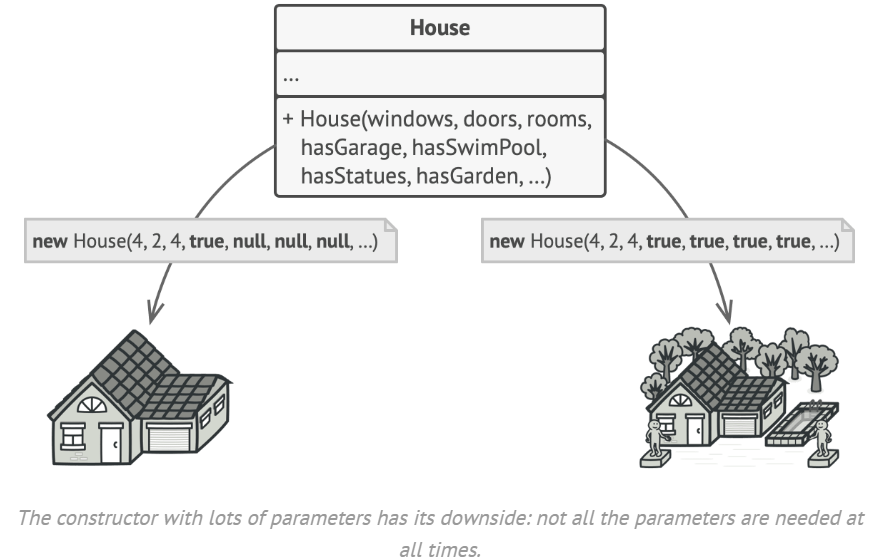 House
...
+ House(windows, doors, rooms,
hasGarage, hasSwimPool,
hasStatues, hasGarden, ...)
new House(4, 2, 4, true, null, null, null, ...)
new House(4, 2, 4, true, true, true, true, ...)
The constructor with lots of parameters has its downside: not all the parameters are needed at
all times.